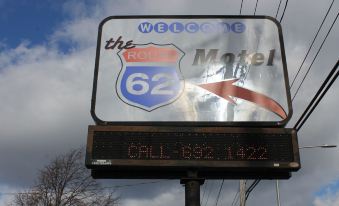 WELCOME
the
ROUTE
62
Motel
CALL-692.1422